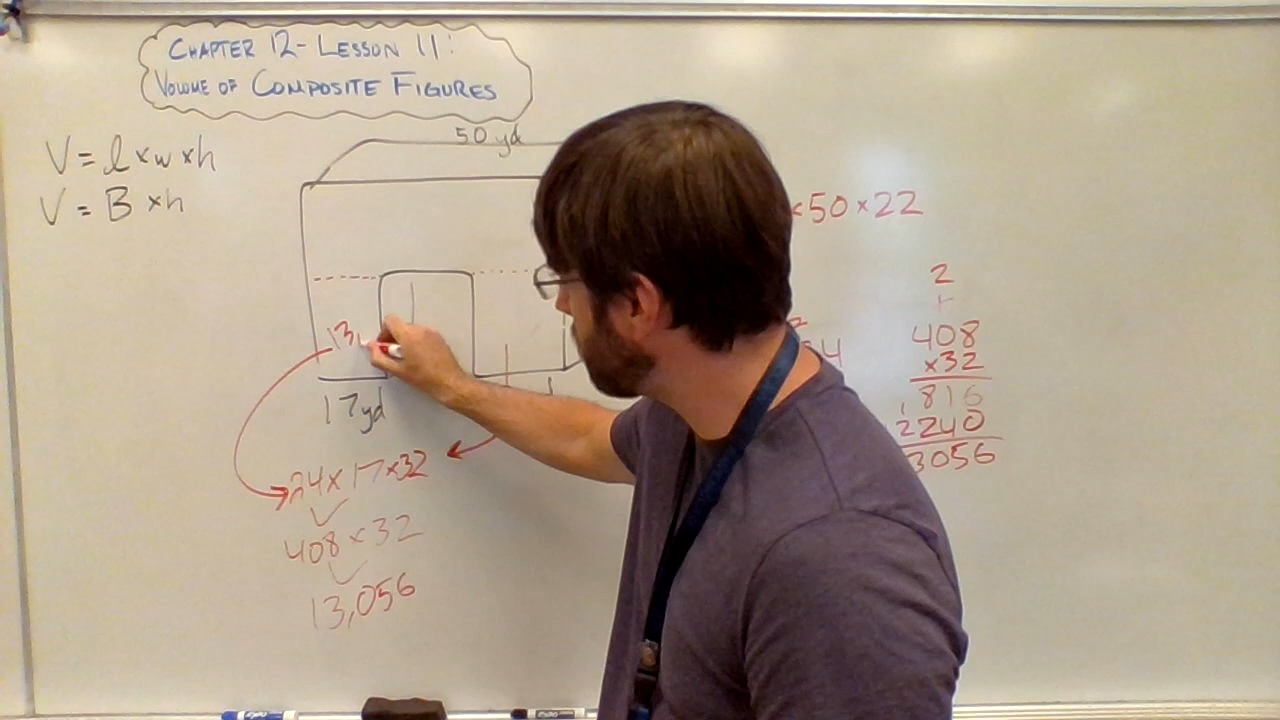 CHAPTER 12 - LESSON 11:
VOLUME OF COMPOSITE FIGURES
V = l × w × h
V = B × h
50 yd
×50 × 22
13
17yd
24 × 17 × 32
408 × 32
13,056
2
408
×32
816
2240
3056